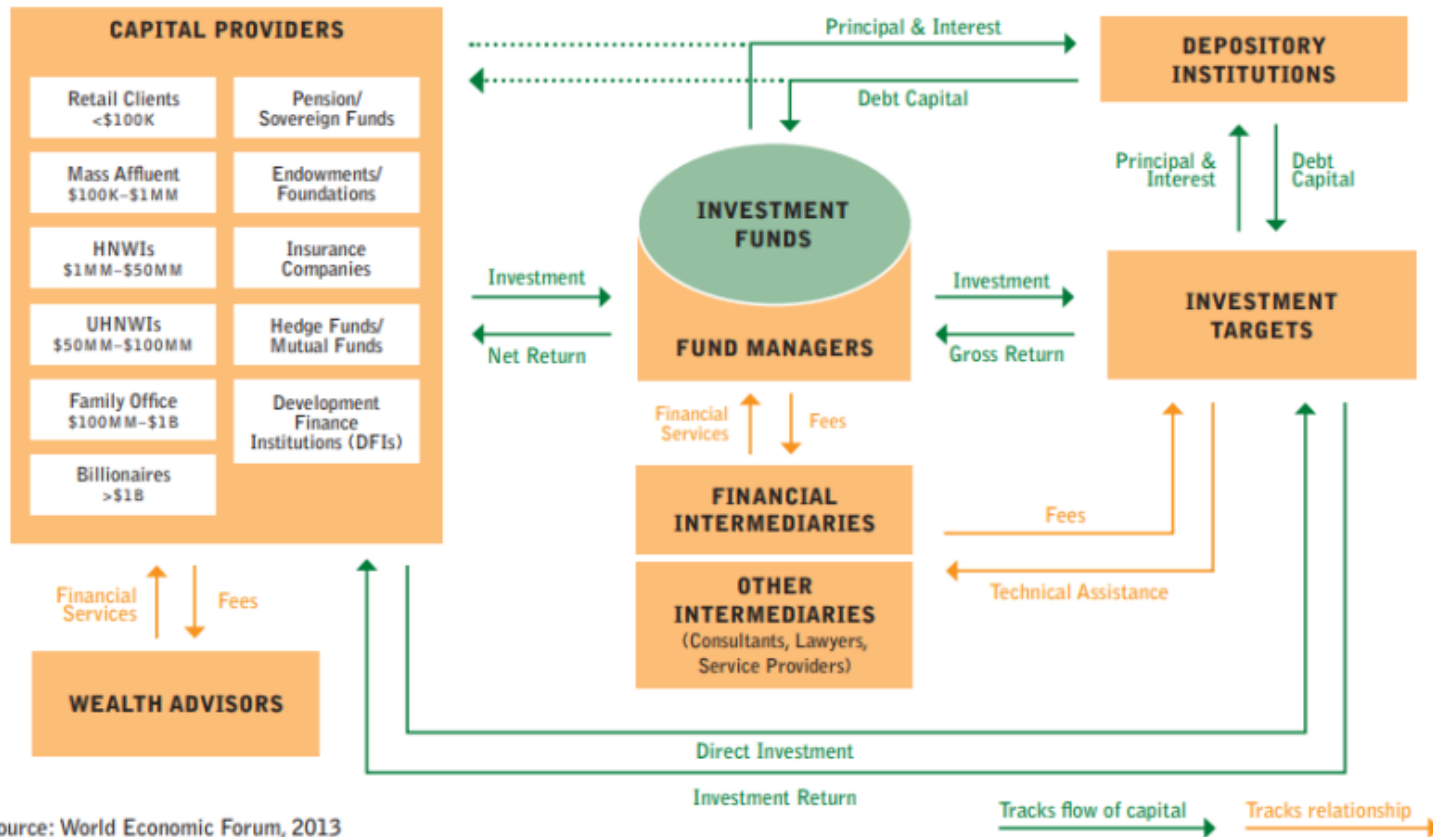 CAPITAL PROVIDERS
Retail Clients
<$100K
Mass Affluent
$100K–$1MM
HNWIs
$1MM–$50MM
UHNWIs
$50MM–$100MM
Family Office
$100MM–$1B
Billionaires
>$1B
Pension/
Sovereign Funds
Endowments/
Foundations
Insurance
Companies
Hedge Funds/
Mutual Funds
Development
Finance
Institutions (DFIs)
Principal & Interest
Debt Capital
DEPOSITORY
INSTITUTIONS
Principal &
Interest
Debt
Capital
INVESTMENT
FUNDS
FUND MANAGERS
Investment
Net Return
Investment
Gross Return
INVESTMENT
TARGETS
Financial
Services
Fees
FINANCIAL
INTERMEDIARIES
OTHER
INTERMEDIARIES
(Consultants, Lawyers,
Service Providers)
Fees
Technical Assistance
Financial
Services
Fees
WEALTH ADVISORS
Direct Investment
Investment Return
ource: World Economic Forum, 2013
Tracks flow of capital
Tracks relationship